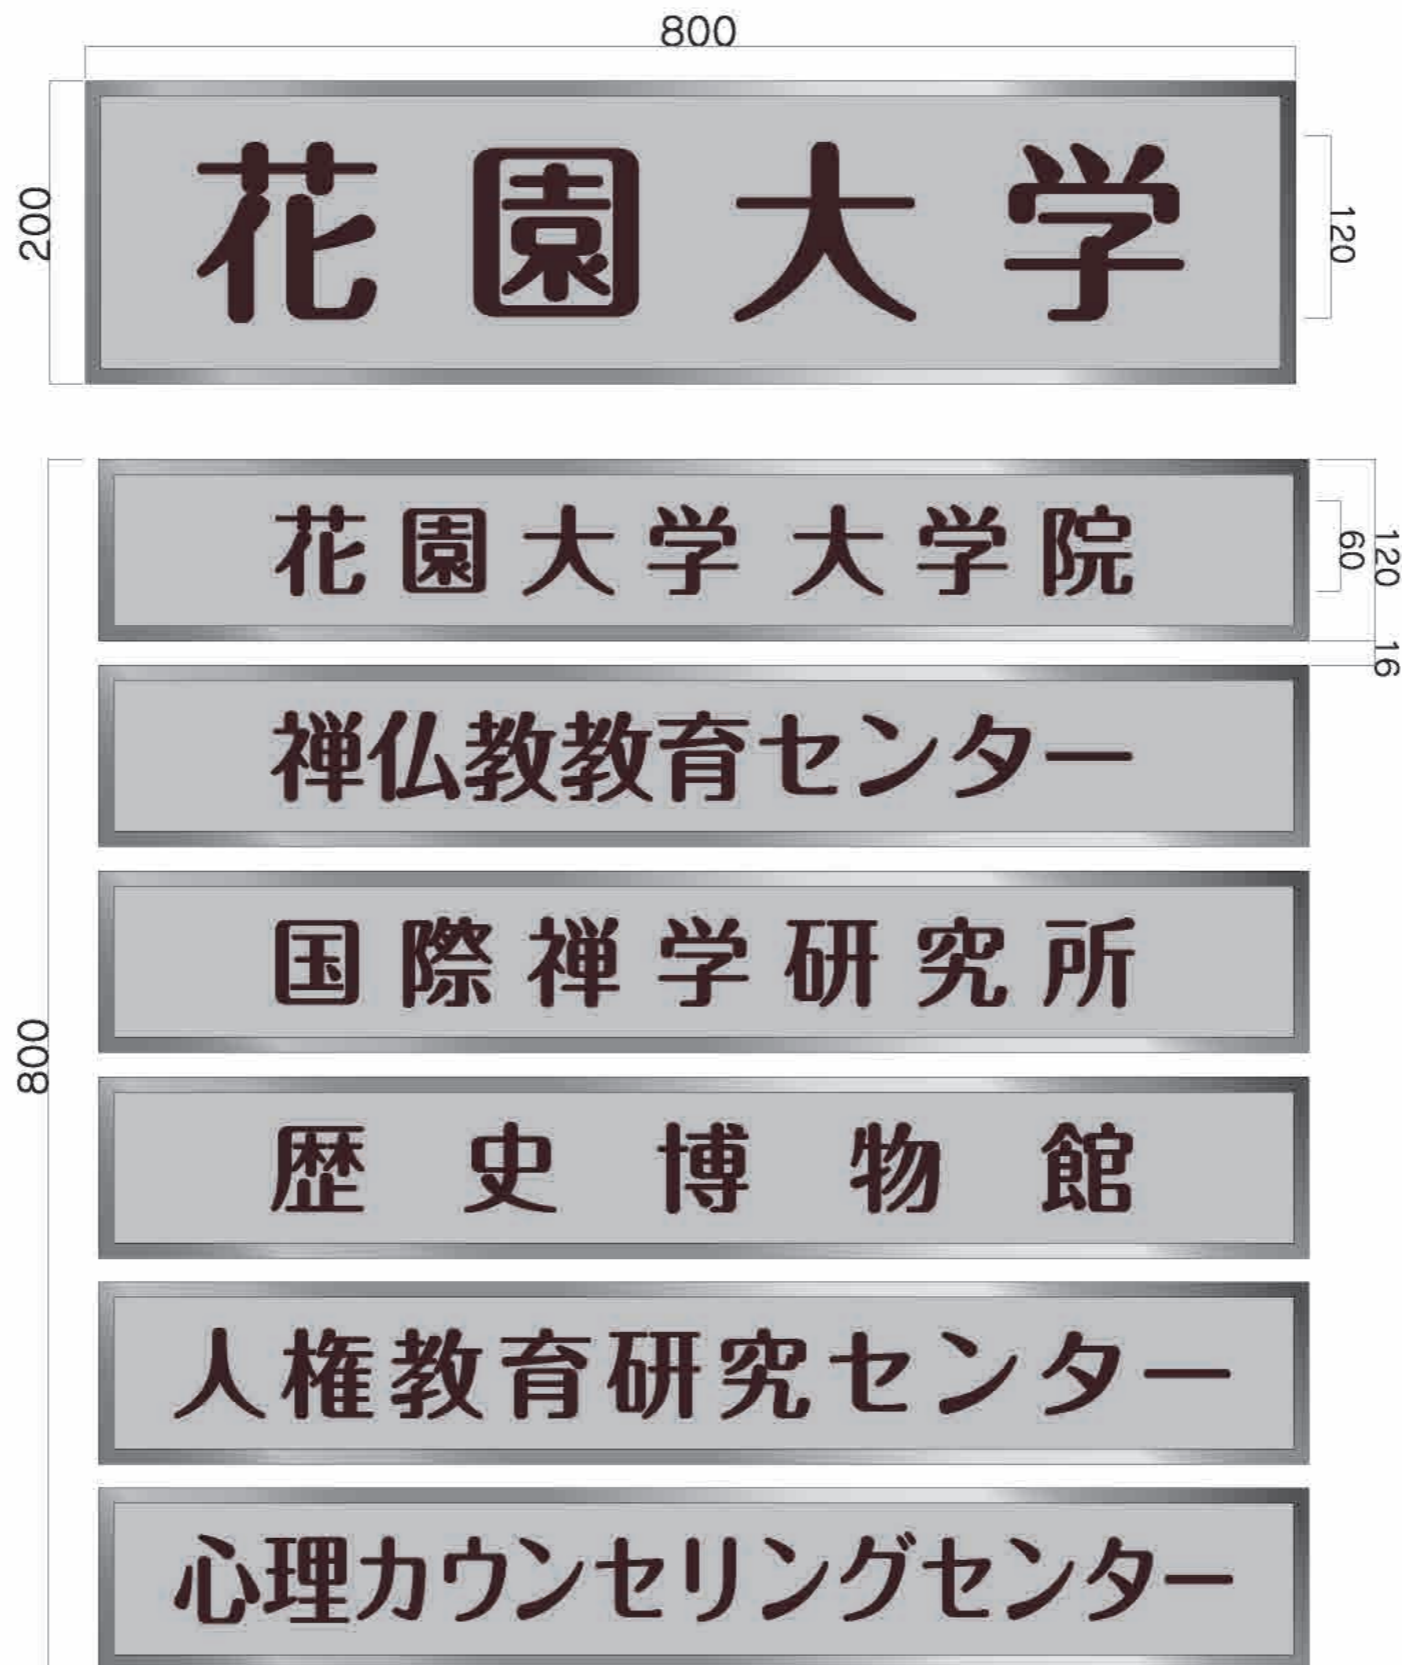 800
200
花園大学
120
花園大学 大学院
60
120
16
禅仏教教育センター
国際禅学研究所
800
歴史博物館
人権教育研究センター
心理カウンセリングセンター